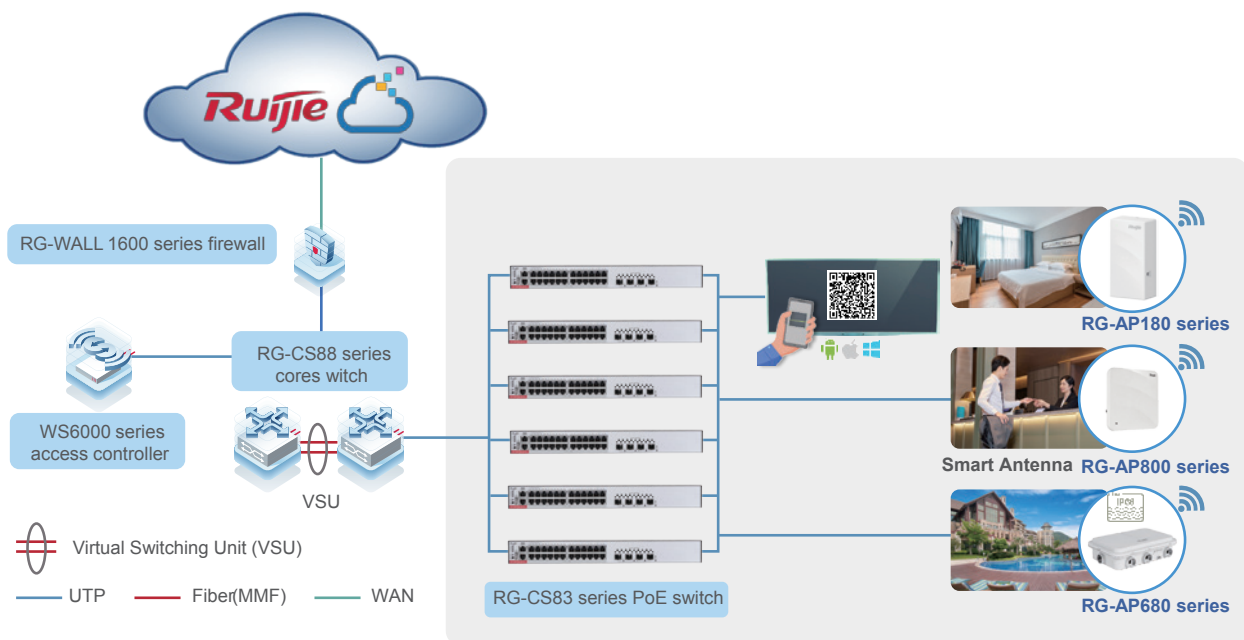 Ruijie
RG-WALL 1600 series firewall
RG-CS88 series
cores witch
WS6000 series
access controller
VSU
Virtual Switching Unit (VSU)
UTP
Fiber(MMF)
WAN
RG-CS83 series PoE switch
RG-AP180 series
Smart Antenna
RG-AP800 series
IP68
RG-AP680 series